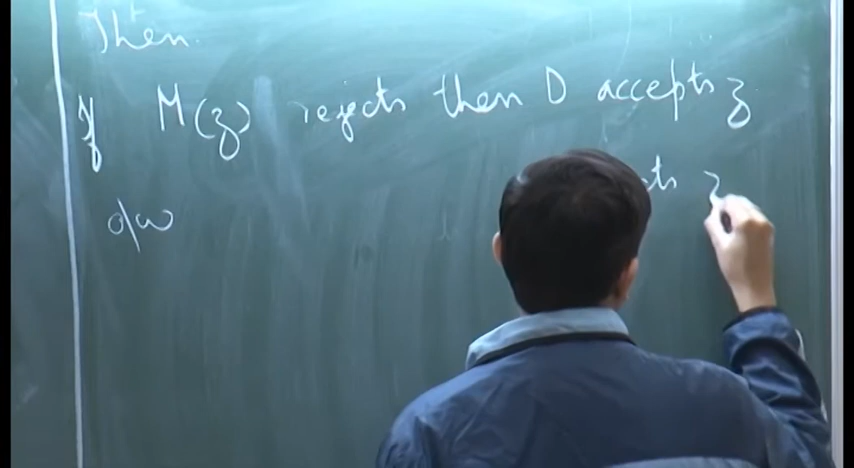 Then
If M(z) rejects then D accepts z
o/w z